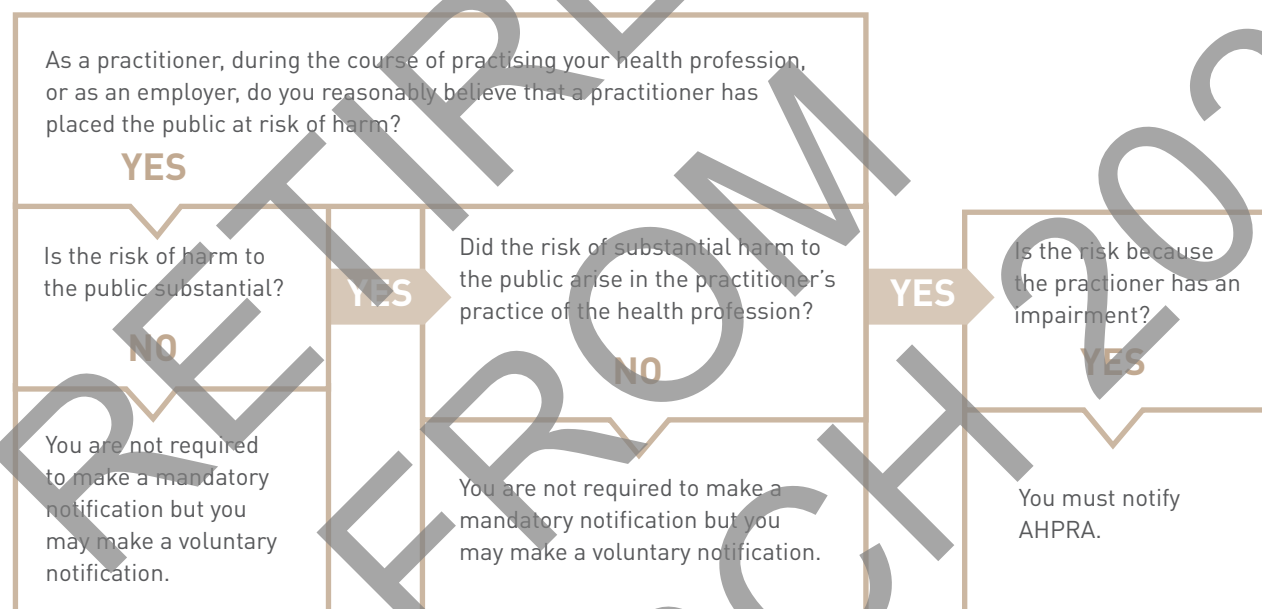 As a practitioner, during the course of practising your health profession,
or as an employer, do you reasonably believe that a practitioner has
placed the public at risk of harm?
YES
Is the risk of harm to
the public substantial?
NO
You are not required
to make a mandatory
notification but you
may make a voluntary
notification.
YES
Did the risk of substantial harm to
the public arise in the practitioner's
practice of the health profession?
NO
You are not required to make a
mandatory notification but you
may make a voluntary notification.
YES
Is the risk because
the practioner has an
impairment?
YES
You must notify
AHPRA.
FROM